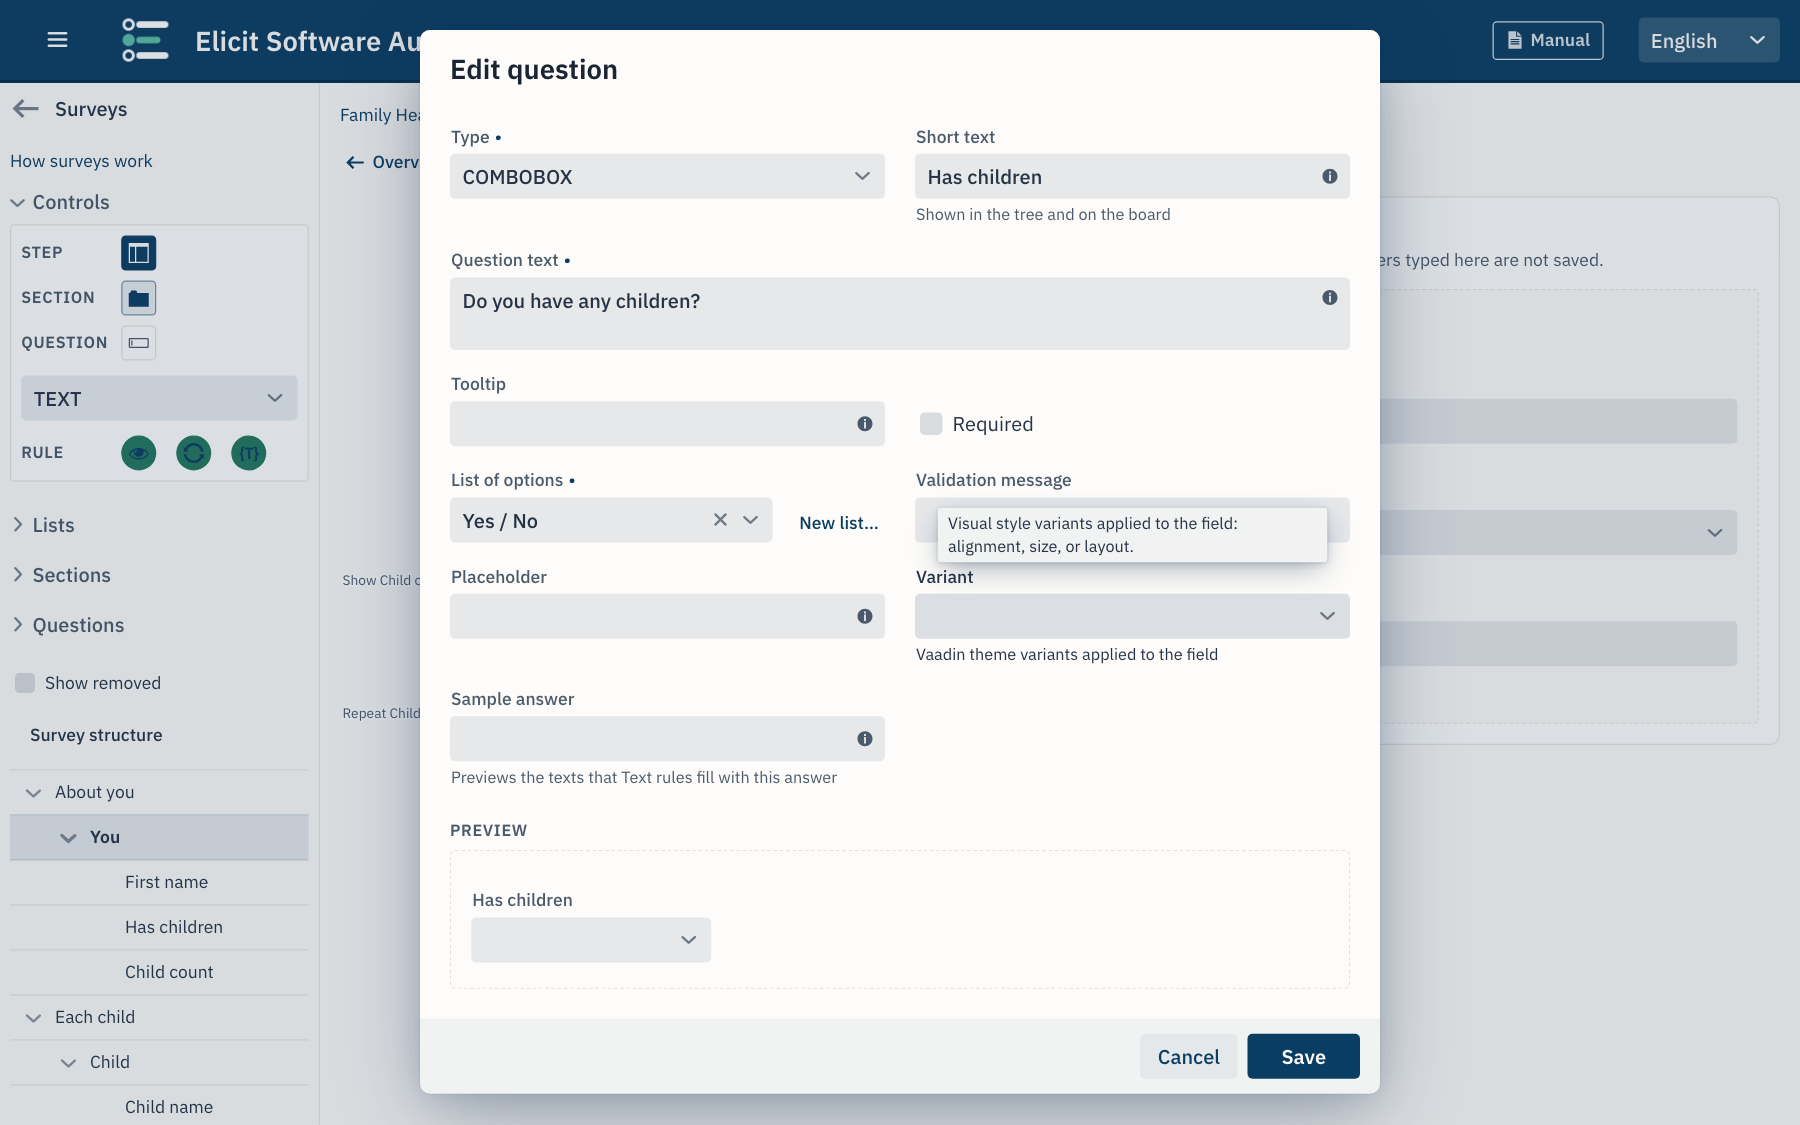 Elicit Software Au
Manual
English
Surveys
How surveys work
Controls
STEP
SECTION
QUESTION
TEXT
RULE
{T}
Lists
Sections
Questions
Show removed
Survey structure
About you
You
First name
Has children
Child count
Each child
Child
Child name
Family Hea
Overv
Show Child c
Repeat Child
ers typed here are not saved.
Edit question
Type •
COMBOBOX
Short text
Has children
Shown in the tree and on the board
Question text •
Do you have any children?
Tooltip
Required
List of options •
Yes / No
New list...
Validation message
Visual style variants applied to the field:
alignment, size, or layout.
Placeholder
Variant
Vaadin theme variants applied to the field
Sample answer
Previews the texts that Text rules fill with this answer
PREVIEW
Has children
Cancel
Save